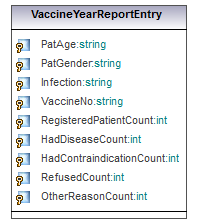 VaccineYearReportEntry
PatAge:string
PatGender:string
Infection:string
VaccineNo:string
RegisteredPatientCount:int
HadDiseaseCount:int
HadContraindicationCount:int
RefusedCount:int
OtherReasonCount:int